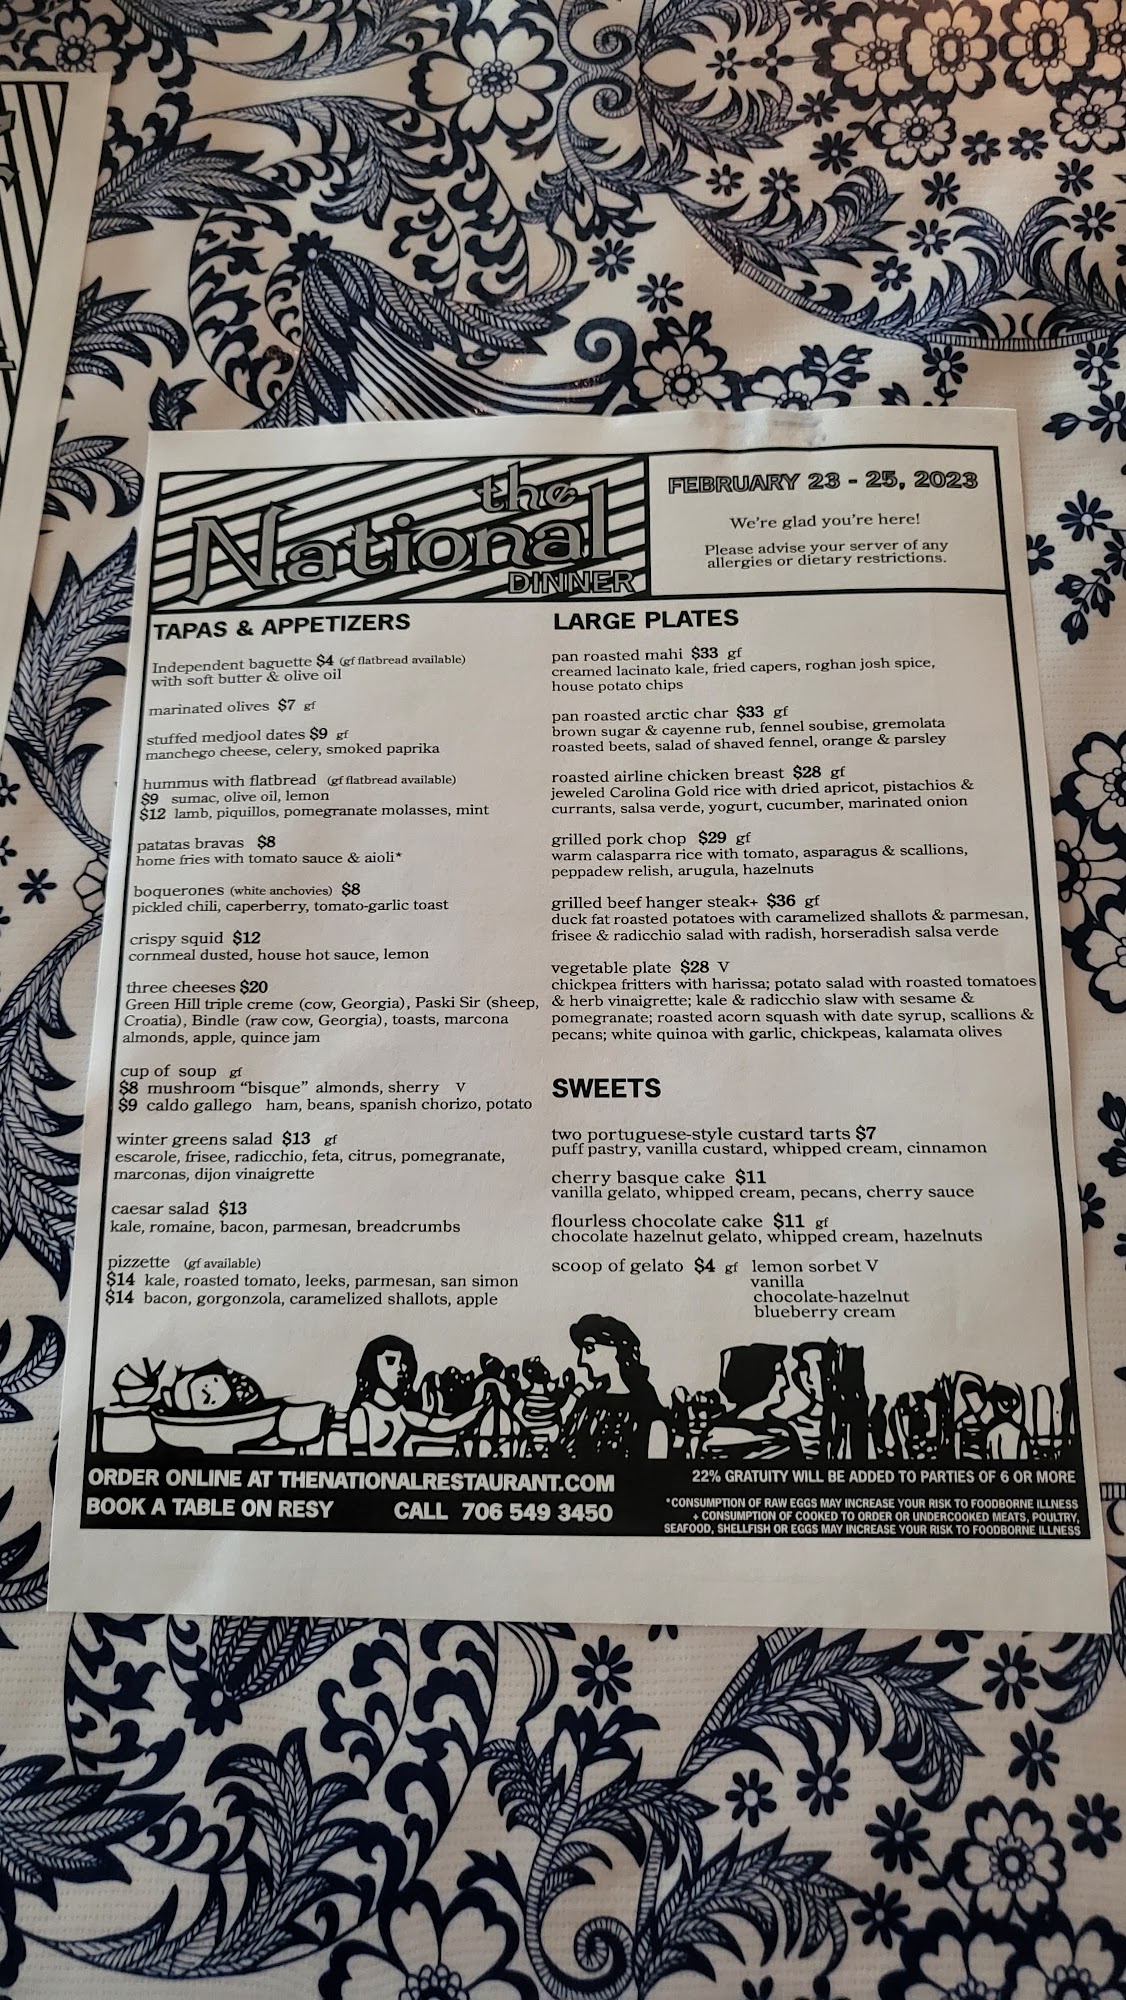 the
National
DINNER
FEBRUARY 23 - 25, 2023
We're glad you're here!
Please advise your server of any
allergies or dietary restrictions.
TAPAS & APPETIZERS
Independent baguette $4 (gf flatbread available)
with soft butter & olive oil
marinated olives $7 gf
stuffed medjool dates $9 gf
manchego cheese, celery, smoked paprika
hummus with flatbread (gf flatbread available)
$9 sumac, olive oil, lemon
$12 lamb, piquillos, pomegranate molasses, mint
patatas bravas $8
home fries with tomato sauce & aioli*
boquerones (white anchovies) $8
pickled chili, caperberry, tomato-garlic toast
crispy squid $12
cornmeal dusted, house hot sauce, lemon
three cheeses $20
Green Hill triple creme (cow, Georgia), Paski Sir (sheep,
Croatia), Bindle (raw cow, Georgia), toasts, marcona
almonds, apple, quince jam
cup of soup gf
$8 mushroom "bisque" almonds, sherry V
$9 caldo gallego ham, beans, spanish chorizo, potato
winter greens salad $13 gf
escarole, frisee, radicchio, feta, citrus, pomegranate,
marconas, dijon vinaigrette
caesar salad $13
kale, romaine, bacon, parmesan, breadcrumbs
pizzette (gf available)
$14 kale, roasted tomato, leeks, parmesan, san simon
$14 bacon, gorgonzola, caramelized shallots, apple
LARGE PLATES
pan roasted mahi $33 gf
creamed lacinato kale, fried capers, roghan josh spice,
house potato chips
pan roasted arctic char $33 gf
brown sugar & cayenne rub, fennel soubise, gremolata
roasted beets, salad of shaved fennel, orange & parsley
roasted airline chicken breast $28 gf
jeweled Carolina Gold rice with dried apricot, pistachios &
currants, salsa verde, yogurt, cucumber, marinated onion
grilled pork chop $29 gf
warm calasparra rice with tomato, asparagus & scallions,
peppadew relish, arugula, hazelnuts
grilled beef hanger steak+ $36 gf
duck fat roasted potatoes with caramelized shallots & parmesan,
frisee & radicchio salad with radish, horseradish salsa verde
vegetable plate $28 V
chickpea fritters with harissa; potato salad with roasted tomatoes
& herb vinaigrette; kale & radicchio slaw with sesame &
pomegranate; roasted acorn squash with date syrup, scallions &
pecans; white quinoa with garlic, chickpeas, kalamata olives
SWEETS
two portuguese-style custard tarts $7
puff pastry, vanilla custard, whipped cream, cinnamon
cherry basque cake $11
vanilla gelato, whipped cream, pecans, cherry sauce
flourless chocolate cake $11 gf
chocolate hazelnut gelato, whipped cream, hazelnuts
scoop of gelato $4 gf lemon sorbet V
vanilla
chocolate-hazelnut
blueberry cream
ORDER ONLINE AT THENATIONALRESTAURANT.COM
BOOK A TABLE ON RESY CALL 706 549 3450
22% GRATUITY WILL BE ADDED TO PARTIES OF 6 OR MORE
*CONSUMPTION OF RAW EGGS MAY INCREASE YOUR RISK TO FOODBORNE ILLNESS
+ CONSUMPTION OF COOKED TO ORDER OR UNDERCOOKED MEATS, POULTRY,
SEAFOOD, SHELLFISH OR EGGS MAY INCREASE YOUR RISK TO FOODBORNE ILLNESS